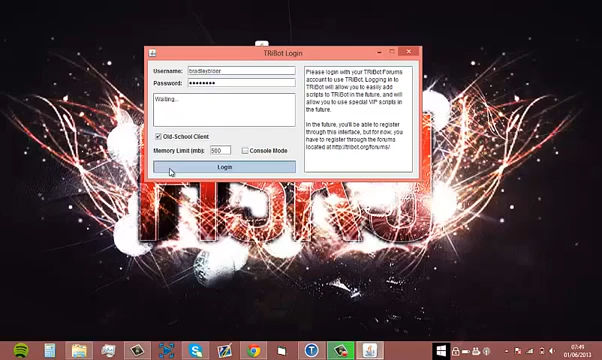 TRiBot Login
Username:
bradleybloor
Password:
Waiting...
Old-School Client
Memory Limit (mb):
580
Console Mode
Login
Please login with your TRiBot Forums
account to use TRiBot. Logging in to
TRiBot will allow you to easily add
scripts to TRiBot in the future, and will
allow you to use special VIP scripts in
the future.
In the future, you'll be able to register
through this interface, but for now, you
have to register through the forums
located at http://tribot.org/forums/.
07:49
01/06/2013